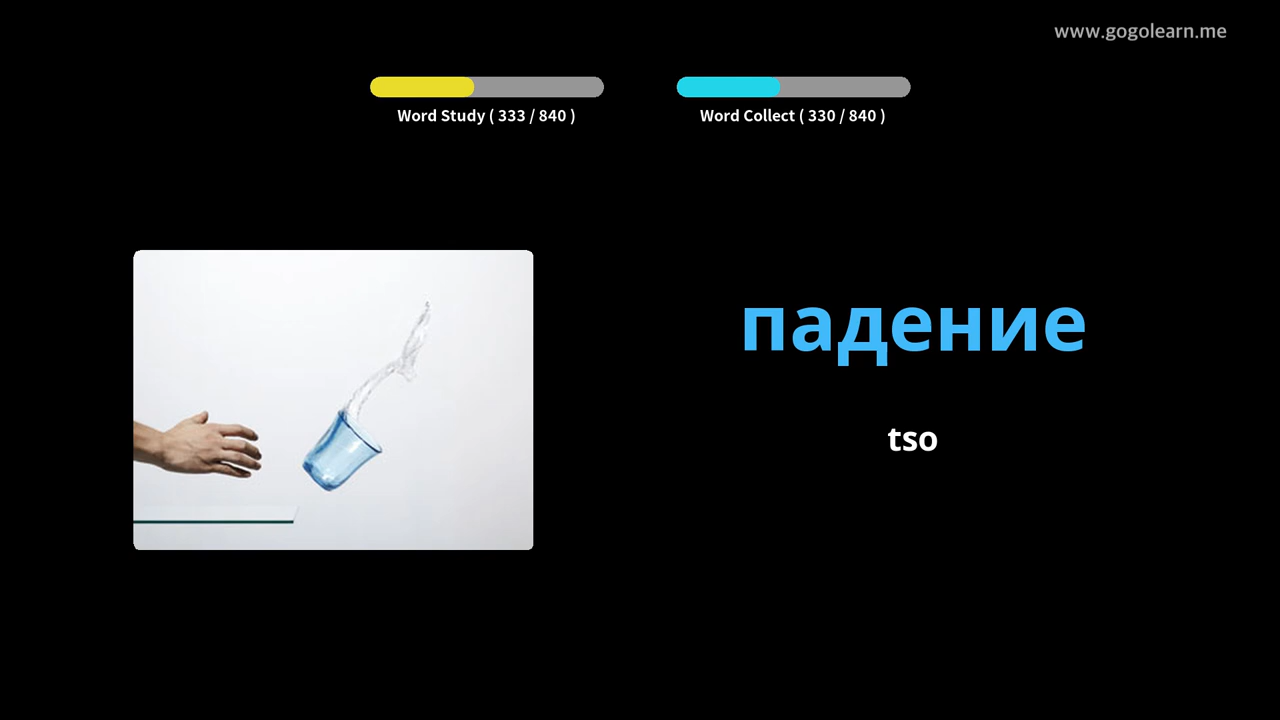 www.gogolearn.me
Word Study ( 333 / 840 )
Word Collect ( 330 / 840 )
падение
tso